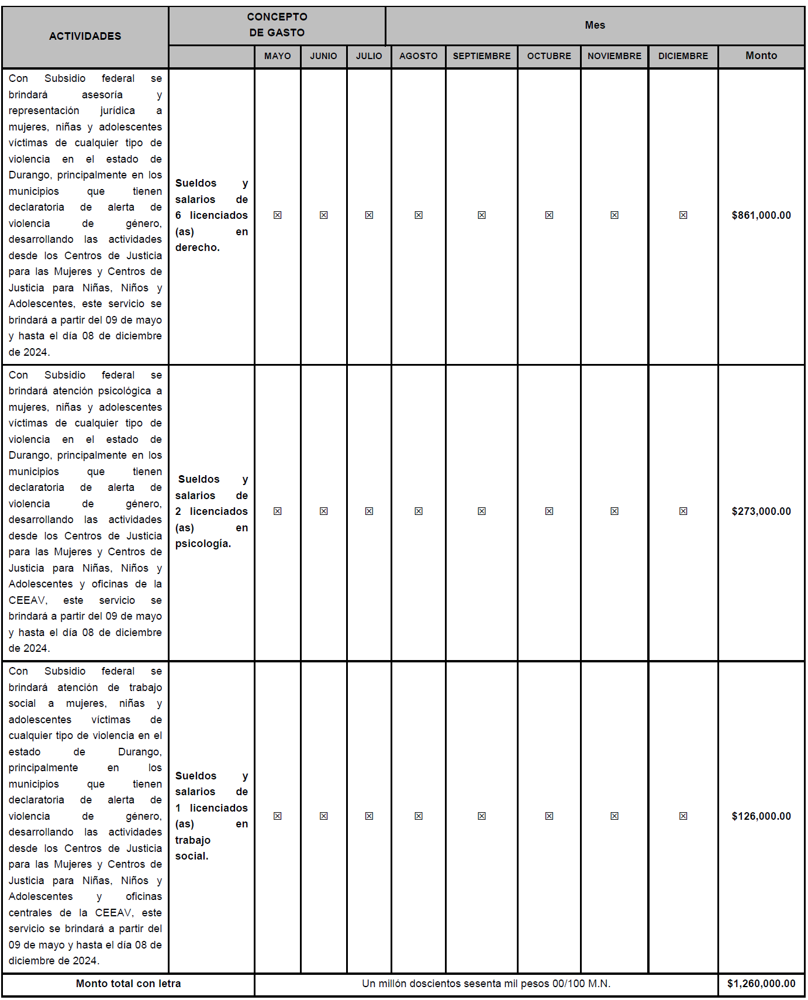 ACTIVIDADES
CONCEPTO
DE GASTO
Mes
MAYO JUNIO JULIO AGOSTO SEPTIEMBRE OCTUBRE NOVIEMBRE DICIEMBRE Monto
Con Subsidio federal se
brindará asesoría y
representación jurídica a
mujeres, niñas y adolescentes
víctimas de cualquier tipo de
violencia en el estado de
Durango, principalmente en los
municipios que tienen
declaratoria de alerta de
violencia de género,
desarrollando las actividades
desde los Centros de Justicia
para las Mujeres y Centros de
Justicia para Niñas, Niños y
Adolescentes, este servicio se
brindará a partir del 09 de mayo
y hasta el día 08 de diciembre
de 2024.
Sueldos y
salarios de
6 licenciados
(as) en
derecho.
☒ ☒ ☒ ☒ ☒ ☒ ☒ ☒ $861,000.00
Con Subsidio federal se
brindará atención psicológica a
mujeres, niñas y adolescentes
víctimas de cualquier tipo de
violencia en el estado de
Durango, principalmente en los
municipios que tienen
declaratoria de alerta de
violencia de género,
desarrollando las actividades
desde los Centros de Justicia
para las Mujeres y Centros de
Justicia para Niñas, Niños y
Adolescentes y oficinas de la
CEEAV, este servicio se
brindará a partir del 09 de mayo
y hasta el día 08 de diciembre
de 2024.
Sueldos y
salarios de
2 licenciados
(as) en
psicología.
☒ ☒ ☒ ☒ ☒ ☒ ☒ ☒ $273,000.00
Con Subsidio federal se
brindará atención de trabajo
social a mujeres, niñas y
adolescentes víctimas de
cualquier tipo de violencia en el
estado de Durango,
principalmente en los
municipios que tienen
declaratoria de alerta de
violencia de género,
desarrollando las actividades
desde los Centros de Justicia
para las Mujeres y Centros de
Justicia para Niñas, Niños y
Adolescentes y oficinas
centrales de la CEEAV, este
servicio se brindará a partir del
09 de mayo y hasta el día 08 de
diciembre de 2024.
Sueldos y
salarios de
1 licenciados
(as) en
trabajo
social.
☒ ☒ ☒ ☒ ☒ ☒ ☒ ☒ $126,000.00
Monto total con letra Un millón doscientos sesenta mil pesos 00/100 M.N. $1,260,000.00